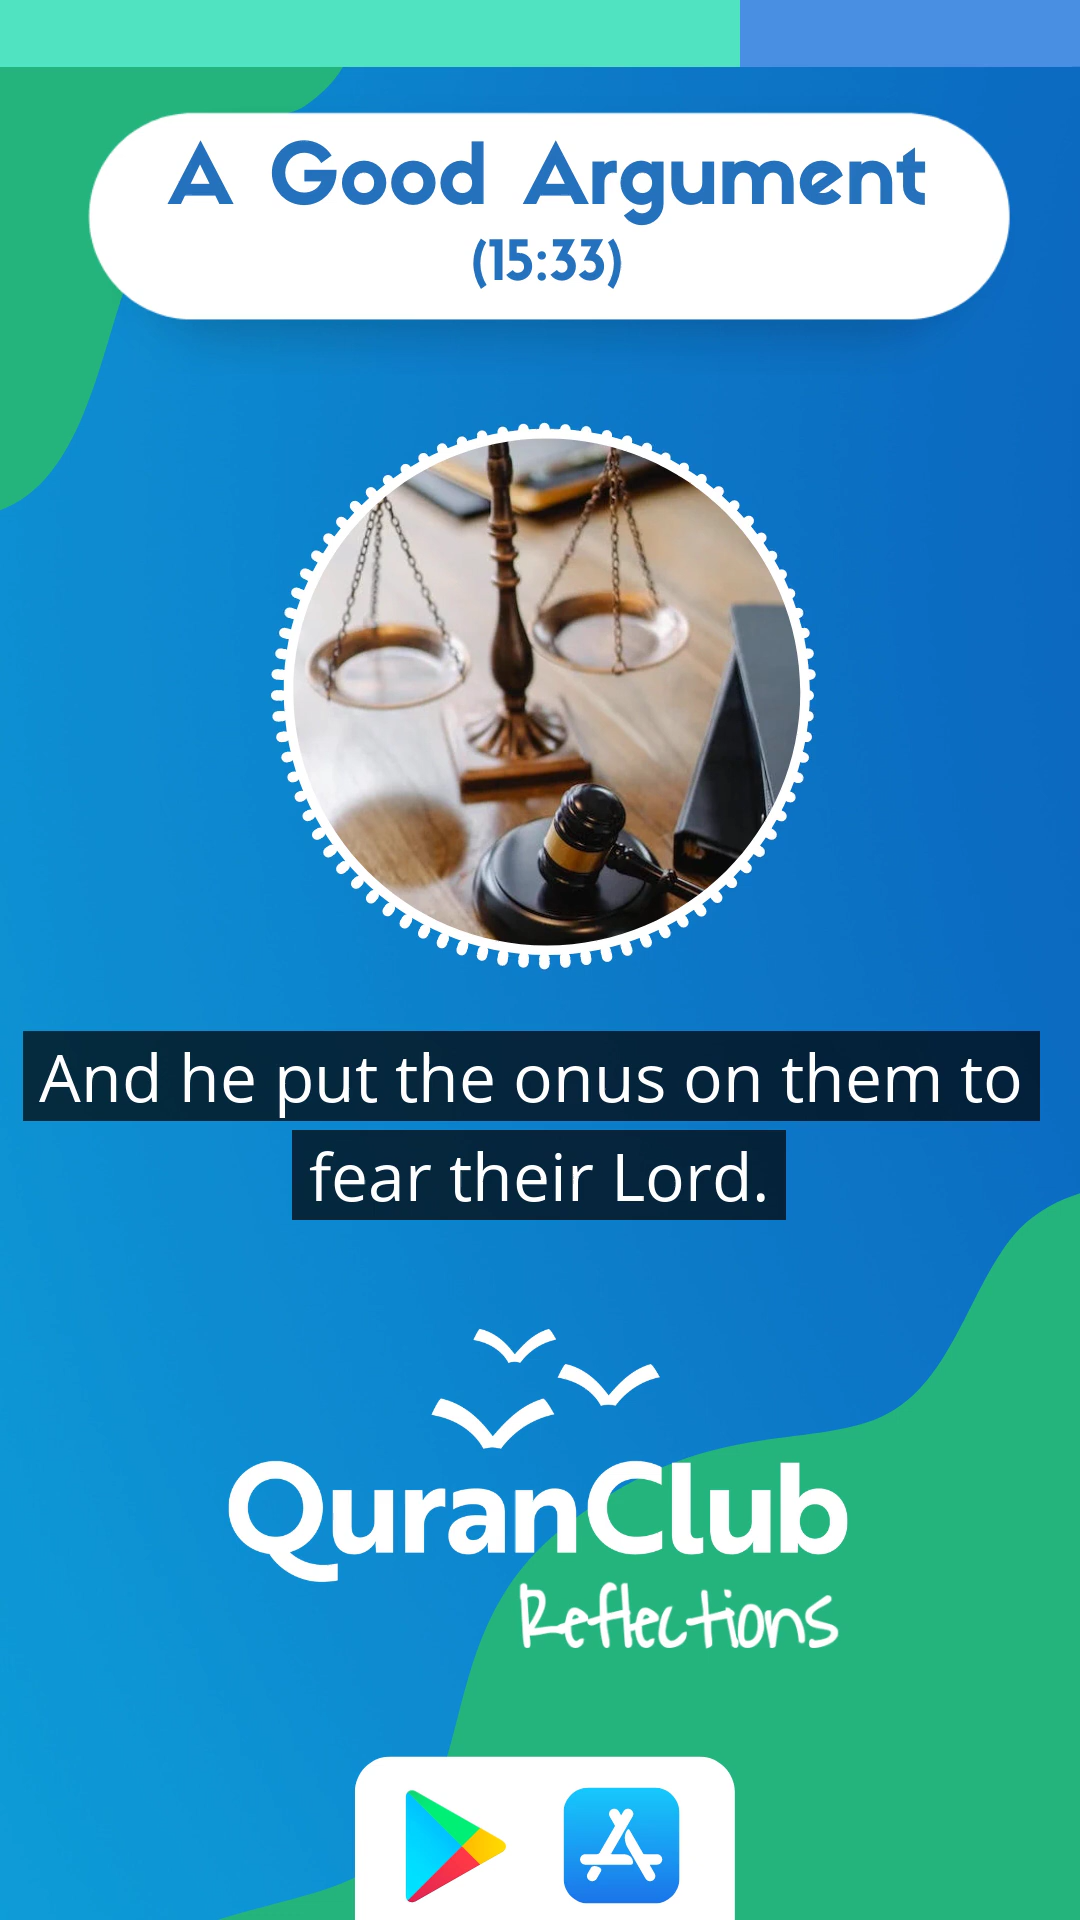 A Good Argument
(15:33)
And he put the onus on them to
fear their Lord.
QuranClub
Reflections